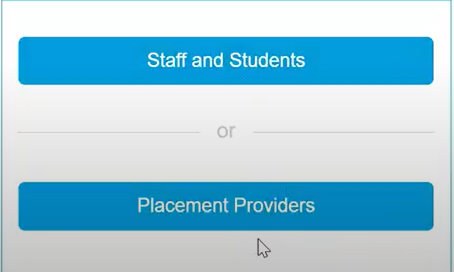 Staff and Students
or
Placement Providers